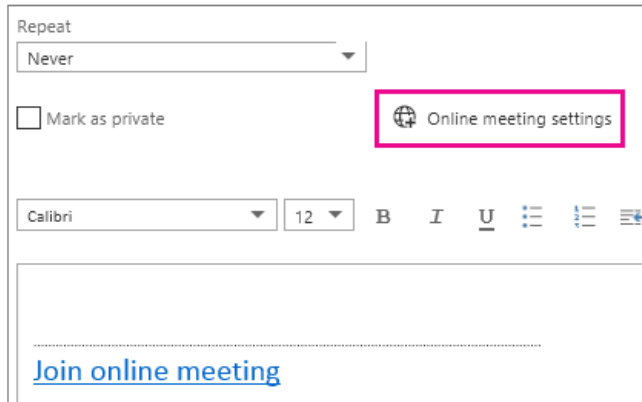 Repeat
Never
Mark as private
Online meeting settings
Calibri 12 B I U
Join online meeting